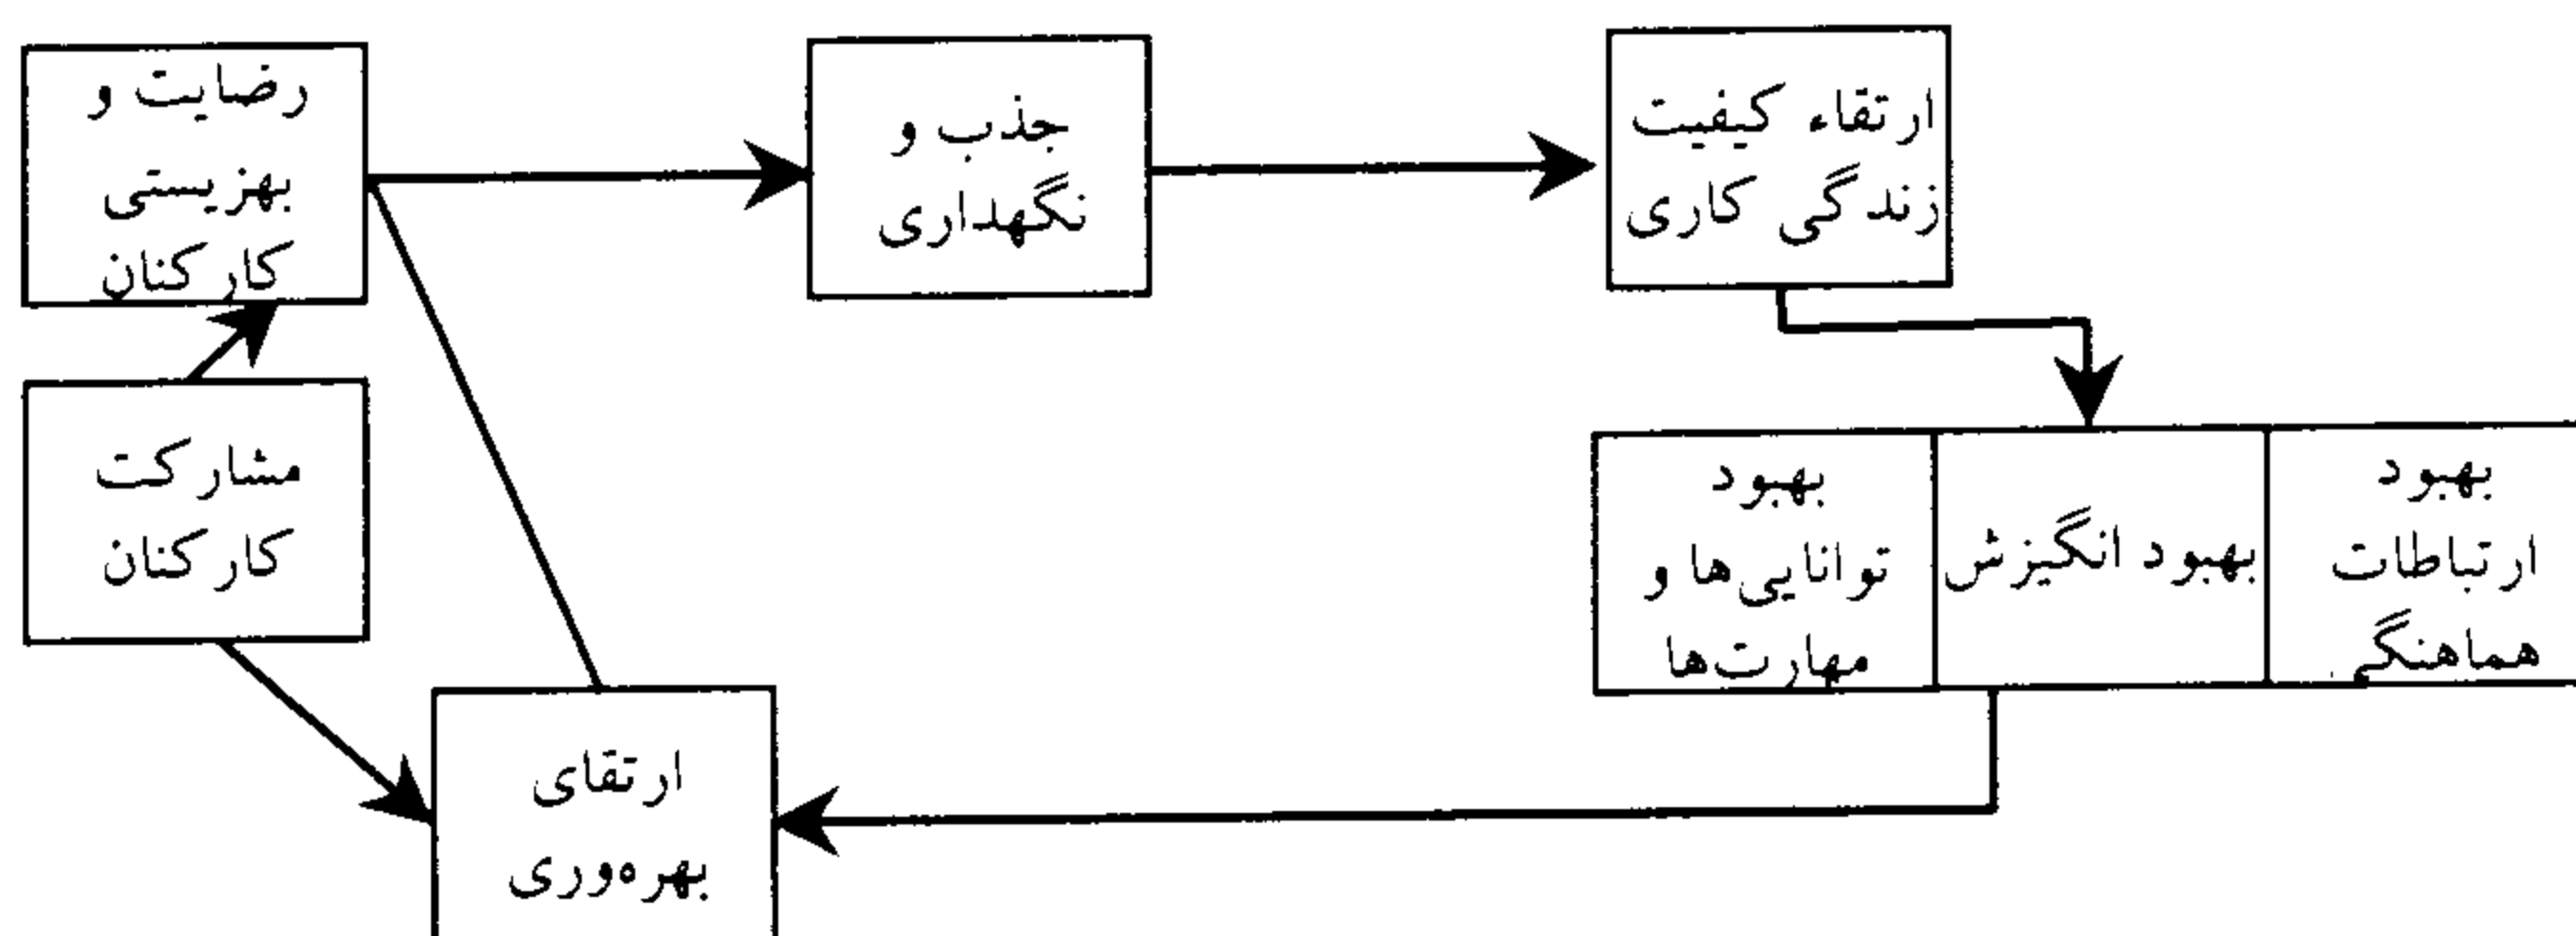 ارتقاء کیفیت
زندگی کاری
جذب و
نگهداری
رضایت و
بهزیستی
کارکنان
بهبود
ارتباطات
هماهنگی
بهبود انگیزش
بهبود
توانایی‌ها و
مهارت‌ها
مشارکت
کارکنان
ارتقای
بهره‌وری